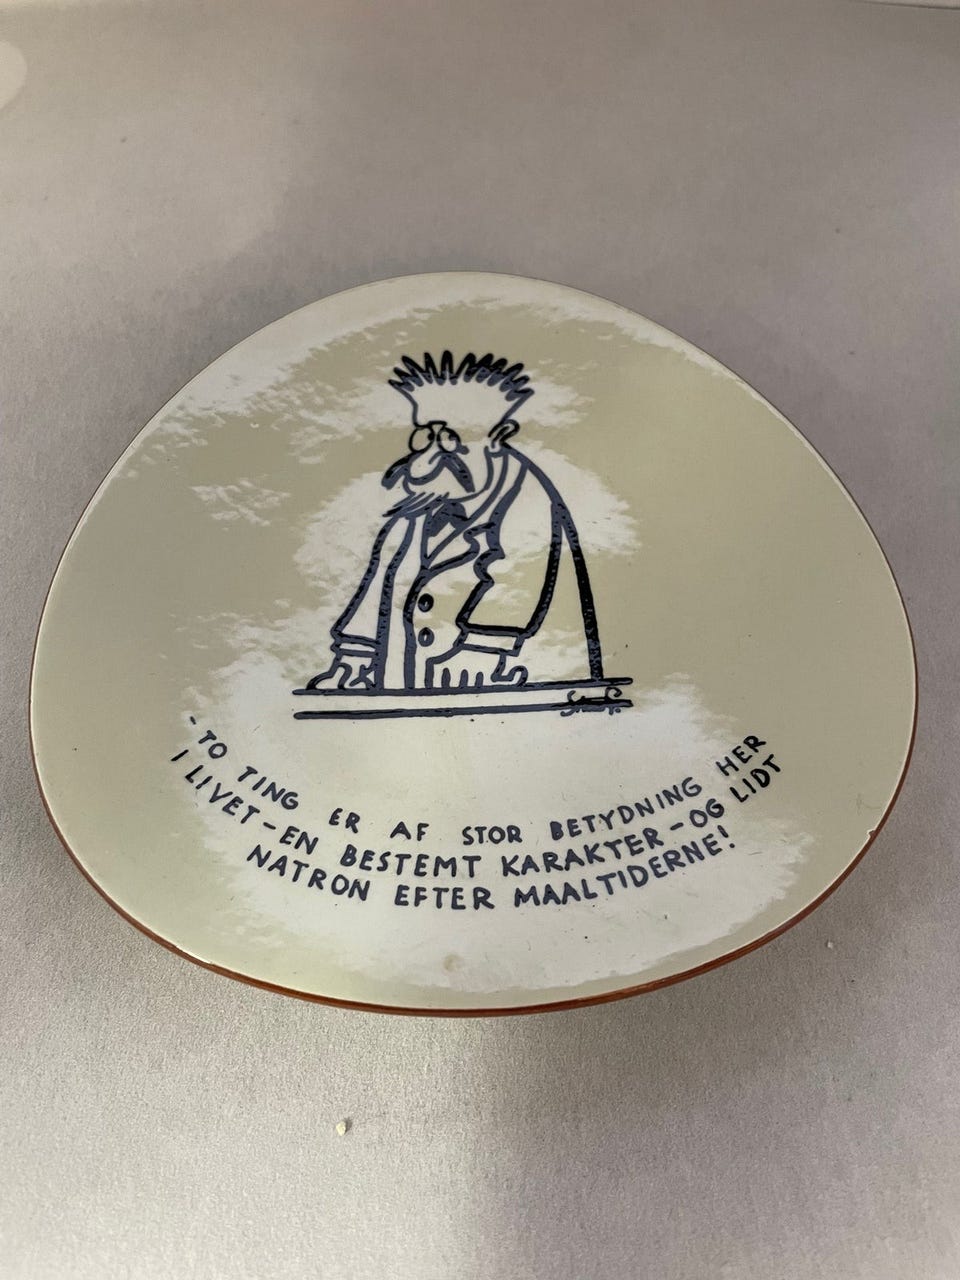 - TO TING ER AF STOR BETYDNING HER
I LIVET - EN BESTEMT KARAKTER - OG LIDT
NATRON EFTER MAALTIDERNE!